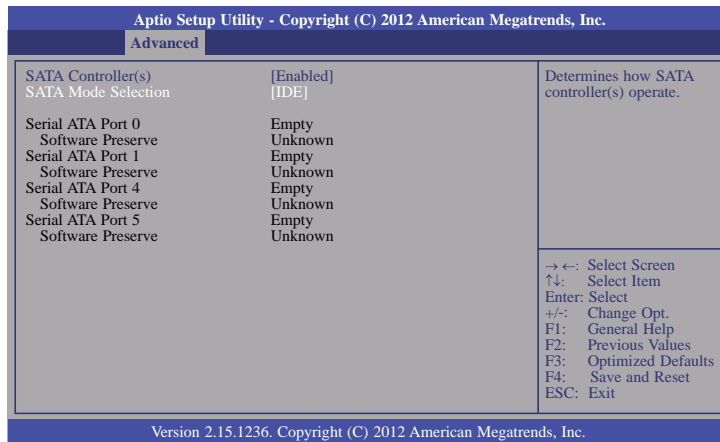 Aptio Setup Utility - Copyright (C) 2012 American Megatrends, Inc.
Advanced
SATA Controller(s) [Enabled]
SATA Mode Selection [IDE]
Serial ATA Port 0 Empty
Software Preserve Unknown
Serial ATA Port 1 Empty
Software Preserve Unknown
Serial ATA Port 4 Empty
Software Preserve Unknown
Serial ATA Port 5 Empty
Software Preserve Unknown
Determines how SATA
controller(s) operate.
→←: Select Screen
↑↓: Select Item
Enter: Select
+/-: Change Opt.
F1: General Help
F2: Previous Values
F3: Optimized Defaults
F4: Save and Reset
ESC: Exit
Version 2.15.1236. Copyright (C) 2012 American Megatrends, Inc.